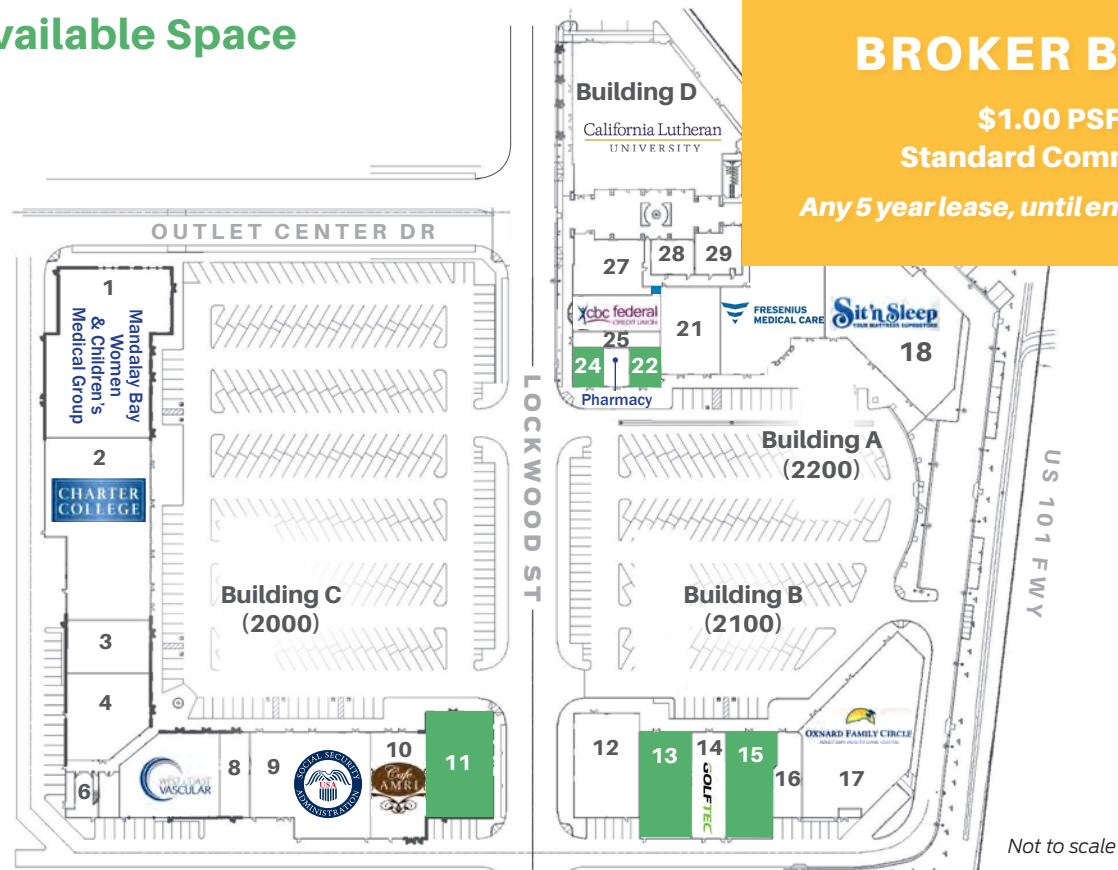 vailable Space
BROKER B
$1.00 PSF
Standard Comm
Any 5 year lease, until en
Building D
California Lutheran
UNIVERSITY
OUTLET CENTER DR
1
Mandalay Bay
Women
& Children's
Medical Group
2
CHARTER
COLLEGE
3
4
6
WEST COAST
VASCULAR
8
9
SOCIAL SECURITY
USA
ADMINISTRATION
10
Cafe
AMRI
11
Building C
(2000)
LOCKWOOD ST
27
28
29
cbc federal
CREDIT UNION
25
24
22
Pharmacy
21
FRESENIUS
MEDICAL CARE
Sit'n Sleep
YOUR MATTRESS SUPERSTORE
18
Building A
(2200)
US 101 FWY
Building B
(2100)
12
13
14
GOLFTEC
15
16
17
OXNARD FAMILY CIRCLE
Not to scale